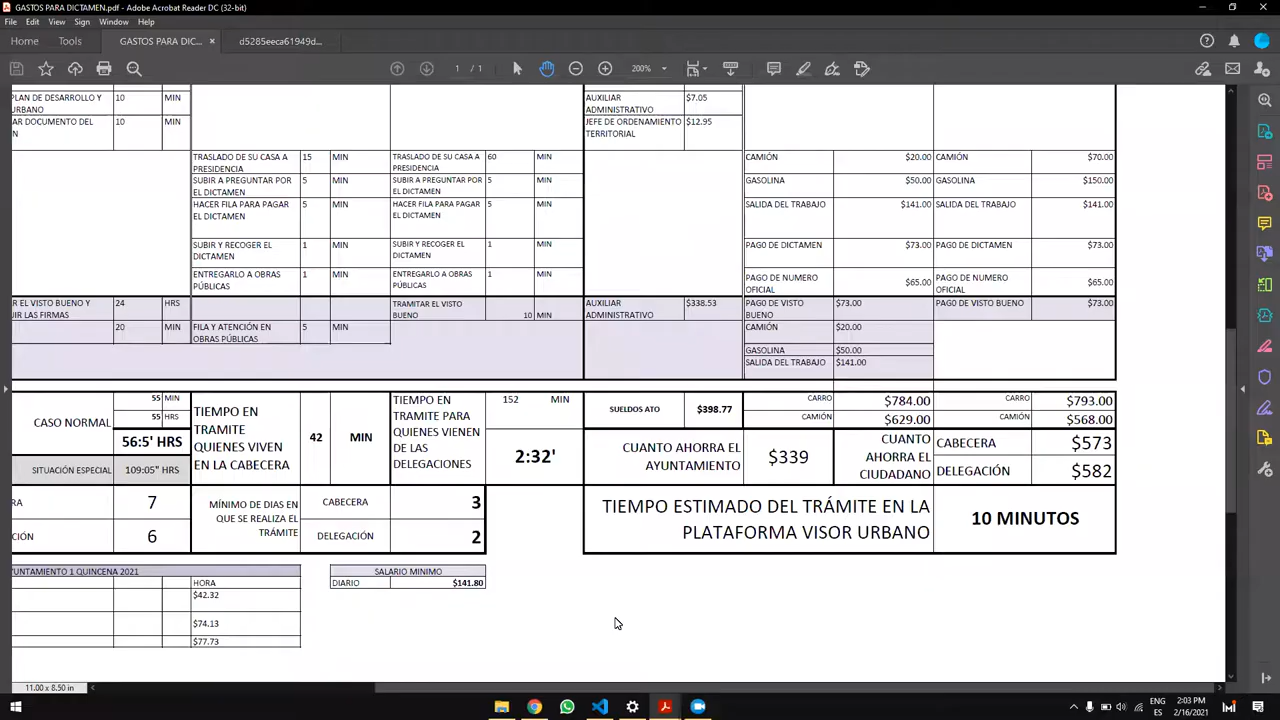 GASTOS PARA DICTAMEN.pdf - Adobe Acrobat Reader DC (32-bit)
File Edit View Sign Window Help
Home Tools GASTOS PARA DIC... × d5285eeca61949d...
1 / 1 200%
PLAN DE DESARROLLO Y URBANO 10 MIN AUXILIAR ADMINISTRATIVO $7.05
AR DOCUMENTO DEL 10 MIN JEFE DE ORDENAMIENTO TERRITORIAL $12.95
TRASLADO DE SU CASA A PRESIDENCIA 15 MIN TRASLADO DE SU CASA A PRESIDENCIA 60 MIN CAMIÓN $20.00 CAMIÓN $70.00
SUBIR A PREGUNTAR POR EL DICTAMEN 5 MIN SUBIR A PREGUNTAR POR EL DICTAMEN 5 MIN GASOLINA $50.00 GASOLINA $150.00
HACER FILA PARA PAGAR EL DICTAMEN 5 MIN HACER FILA PARA PAGAR EL DICTAMEN 5 MIN SALIDA DEL TRABAJO $141.00 SALIDA DEL TRABAJO $141.00
SUBIR Y RECOGER EL DICTAMEN 1 MIN SUBIR Y RECOGER EL DICTAMEN 1 MIN PAG0 DE DICTAMEN $73.00 PAG0 DE DICTAMEN $73.00
ENTREGARLO A OBRAS PÚBLICAS 1 MIN ENTREGARLO A OBRAS PÚBLICAS 1 MIN PAGO DE NUMERO OFICIAL $65.00 PAGO DE NUMERO OFICIAL $65.00
R EL VISTO BUENO Y IR LAS FIRMAS 24 HRS TRAMITAR EL VISTO BUENO 10 MIN AUXILIAR ADMINISTRATIVO $338.53 PAG0 DE VISTO BUENO $73.00 PAG0 DE VISTO BUENO $73.00
20 MIN FILA Y ATENCIÓN EN OBRAS PÚBLICAS 5 MIN CAMIÓN $20.00
GASOLINA $50.00
SALIDA DEL TRABAJO $141.00
CASO NORMAL 55 MIN
55 HRS
56:5' HRS
SITUACIÓN ESPECIAL 109:05" HRS
TIEMPO EN TRAMITE QUIENES VIVEN EN LA CABECERA 42 MIN
TIEMPO EN TRAMITE PARA QUIENES VIENEN DE LAS DELEGACIONES 152 MIN
2:32'
SUELDOS ATO $398.77 CARRO $784.00 CARRO $793.00
CAMIÓN $629.00 CAMIÓN $568.00
CUANTO AHORRA EL AYUNTAMIENTO $339
CUANTO AHORRA EL CIUDADANO CABECERA $573
DELEGACIÓN $582
RA 7 MÍNIMO DE DIAS EN QUE SE REALIZA EL TRÁMITE CABECERA 3
CIÓN 6 DELEGACIÓN 2
TIEMPO ESTIMADO DEL TRÁMITE EN LA
PLATAFORMA VISOR URBANO
10 MINUTOS
YUNTAMIENTO 1 QUINCENA 2021 SALARIO MINIMO
HORA DIARIO $141.80
$42.32
$74.13
$77.73
11.00 x 8.50 in
ENG 2:03 PM
ES 2/16/2021